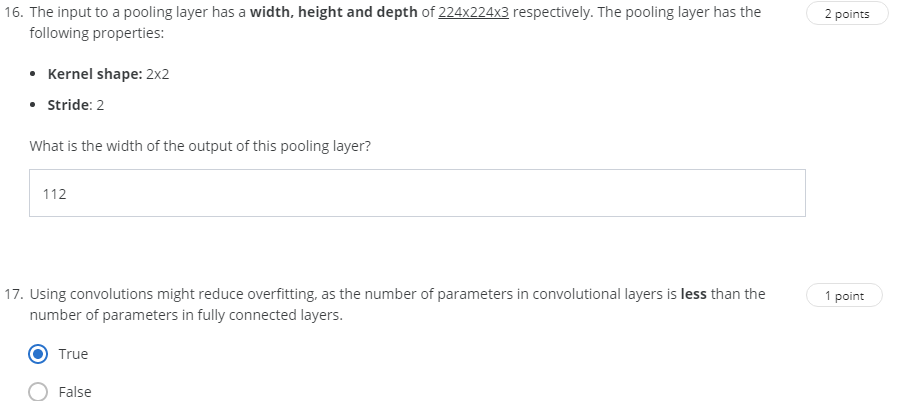 16. The input to a pooling layer has a width, height and depth of 224x224x3 respectively. The pooling layer has the
2 points
following properties:
• Kernel shape: 2x2
• Stride: 2
What is the width of the output of this pooling layer?
112
17. Using convolutions might reduce overfitting, as the number of parameters in convolutional layers is less than the
1 point
number of parameters in fully connected layers.
True
False